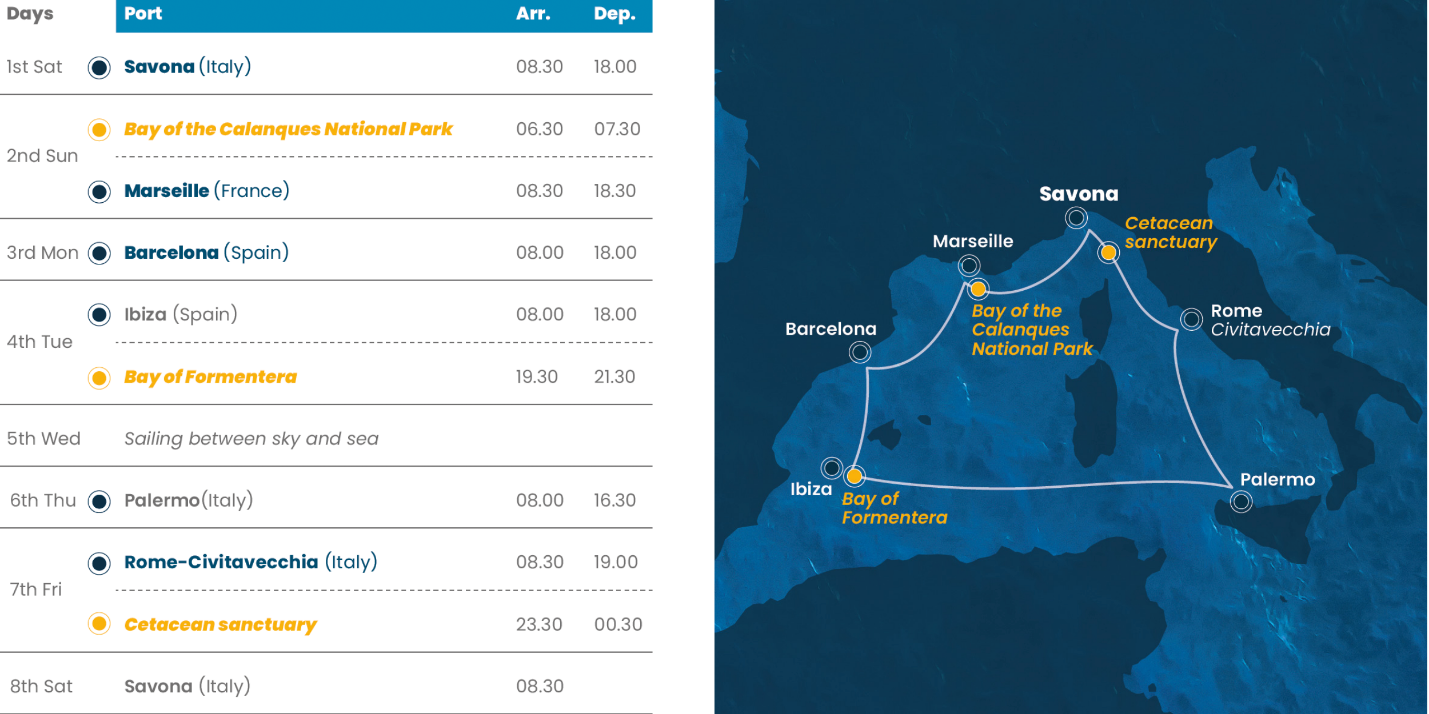 Days Port Arr. Dep.
1st Sat Savona (Italy) 08.30 18.00
Bay of the Calanques National Park 06.30 07.30
2nd Sun
Marseille (France) 08.30 18.30
3rd Mon Barcelona (Spain) 08.00 18.00
Ibiza (Spain) 08.00 18.00
4th Tue
Bay of Formentera 19.30 21.30
5th Wed Sailing between sky and sea
6th Thu Palermo(Italy) 08.00 16.30
Rome-Civitavecchia (Italy) 08.30 19.00
7th Fri
Cetacean sanctuary 23.30 00.30
8th Sat Savona (Italy) 08.30
Savona
Cetacean
sanctuary
Marseille
Bay of the
Calanques
National Park
Rome
Civitavecchia
Barcelona
Ibiza
Bay of
Formentera
Palermo